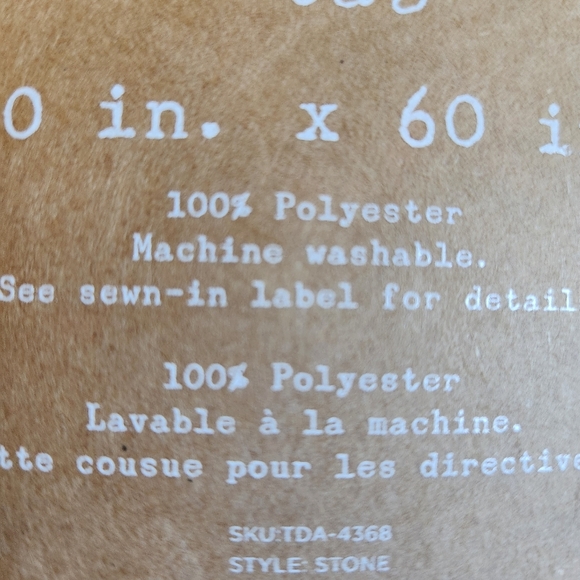 0 in. x 60 i
100% Polyester
Machine washable.
See sewn-in label for detail
100% Polyester
Lavable à la machine.
tte cousue pour les directive
SKU:TDA-4368
STYLE: STONE